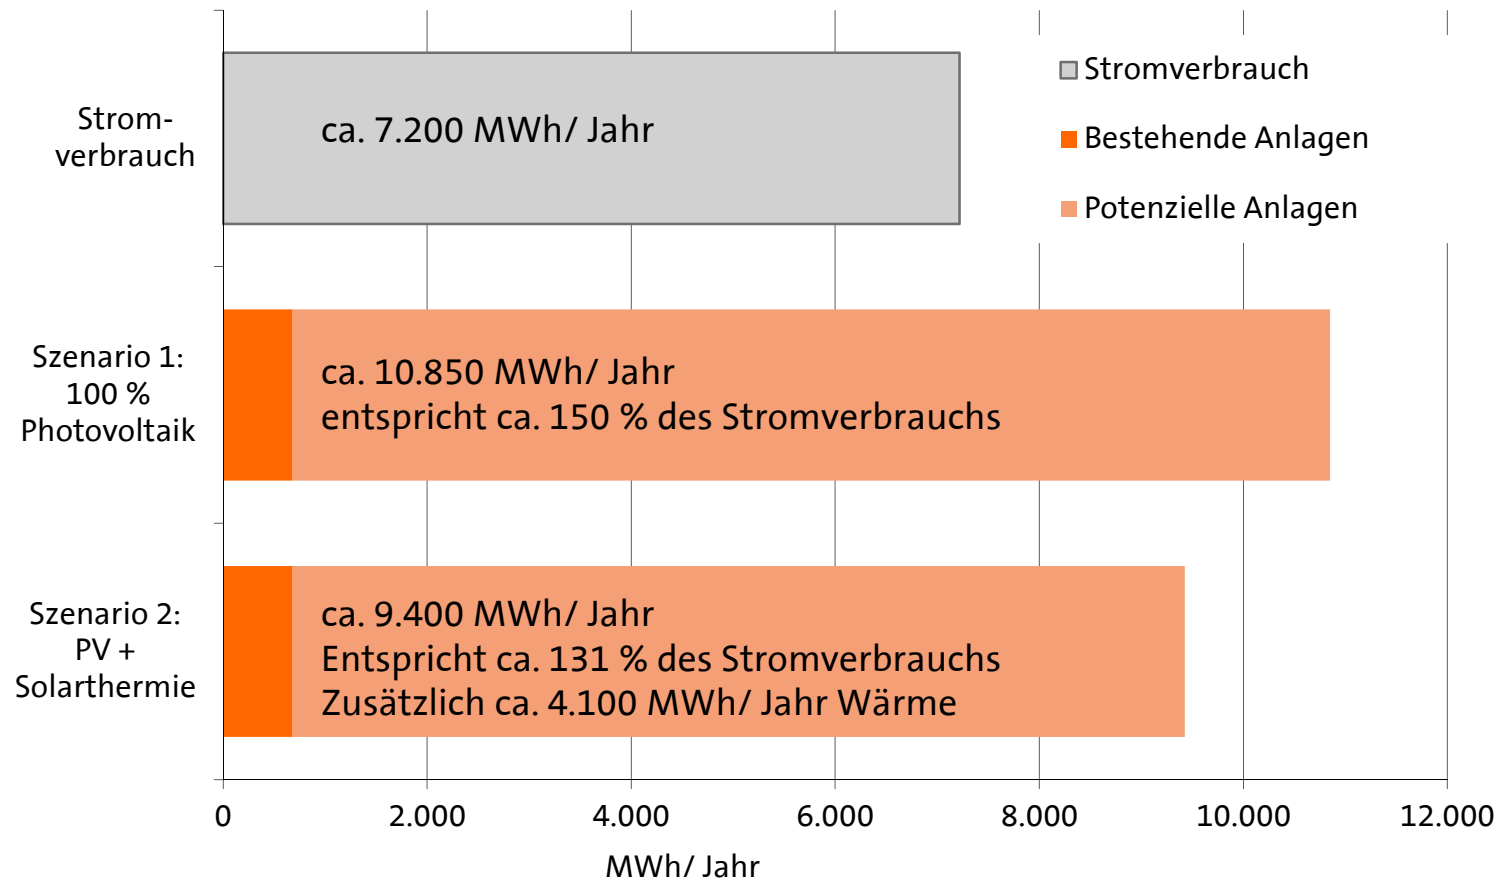 Strom-
verbrauch
ca. 7.200 MWh/ Jahr
Stromverbrauch
Bestehende Anlagen
Potenzielle Anlagen
Szenario 1:
100 %
Photovoltaik
ca. 10.850 MWh/ Jahr
entspricht ca. 150 % des Stromverbrauchs
Szenario 2:
PV +
Solarthermie
ca. 9.400 MWh/ Jahr
Entspricht ca. 131 % des Stromverbrauchs
Zusätzlich ca. 4.100 MWh/ Jahr Wärme
0 2.000 4.000 6.000 8.000 10.000 12.000
MWh/ Jahr